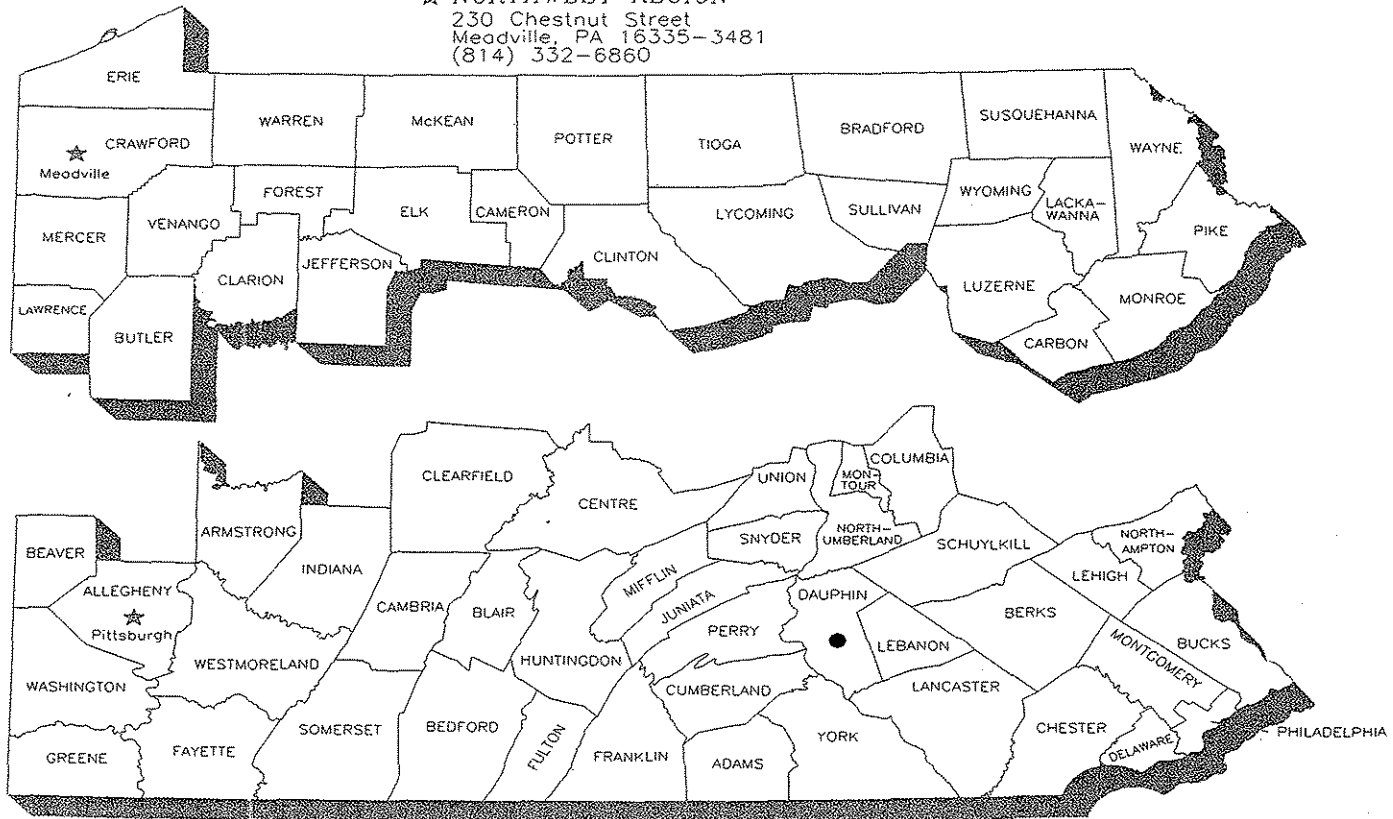 ☆ NORTHWEST REGION
230 Chestnut Street
Meadville, PA 16335-3481
(814) 332-6860
ERIE
CRAWFORD
Meadville
WARREN
McKEAN
POTTER
TIOGA
BRADFORD
SUSQUEHANNA
WAYNE
MERCER
VENANGO
FOREST
ELK
CAMERON
LYCOMING
SULLIVAN
WYOMING
LACKA-
WANNA
PIKE
LAWRENCE
BUTLER
CLARION
JEFFERSON
CLINTON
LUZERNE
MONROE
CARBON
CLEARFIELD
CENTRE
UNION
MON-
TOUR
COLUMBIA
BEAVER
ARMSTRONG
INDIANA
SNYDER
NORTH-
UMBERLAND
SCHUYLKILL
NORTH-
AMPTON
ALLEGHENY
Pittsburgh
CAMBRIA
BLAIR
MIFFLIN
JUNIATA
DAUPHIN
LEHIGH
BERKS
WESTMORELAND
HUNTINGDON
PERRY
LEBANON
MONTGOMERY
BUCKS
WASHINGTON
CUMBERLAND
LANCASTER
GREENE
FAYETTE
SOMERSET
BEDFORD
FULTON
FRANKLIN
ADAMS
YORK
CHESTER
DELAWARE
PHILADELPHIA